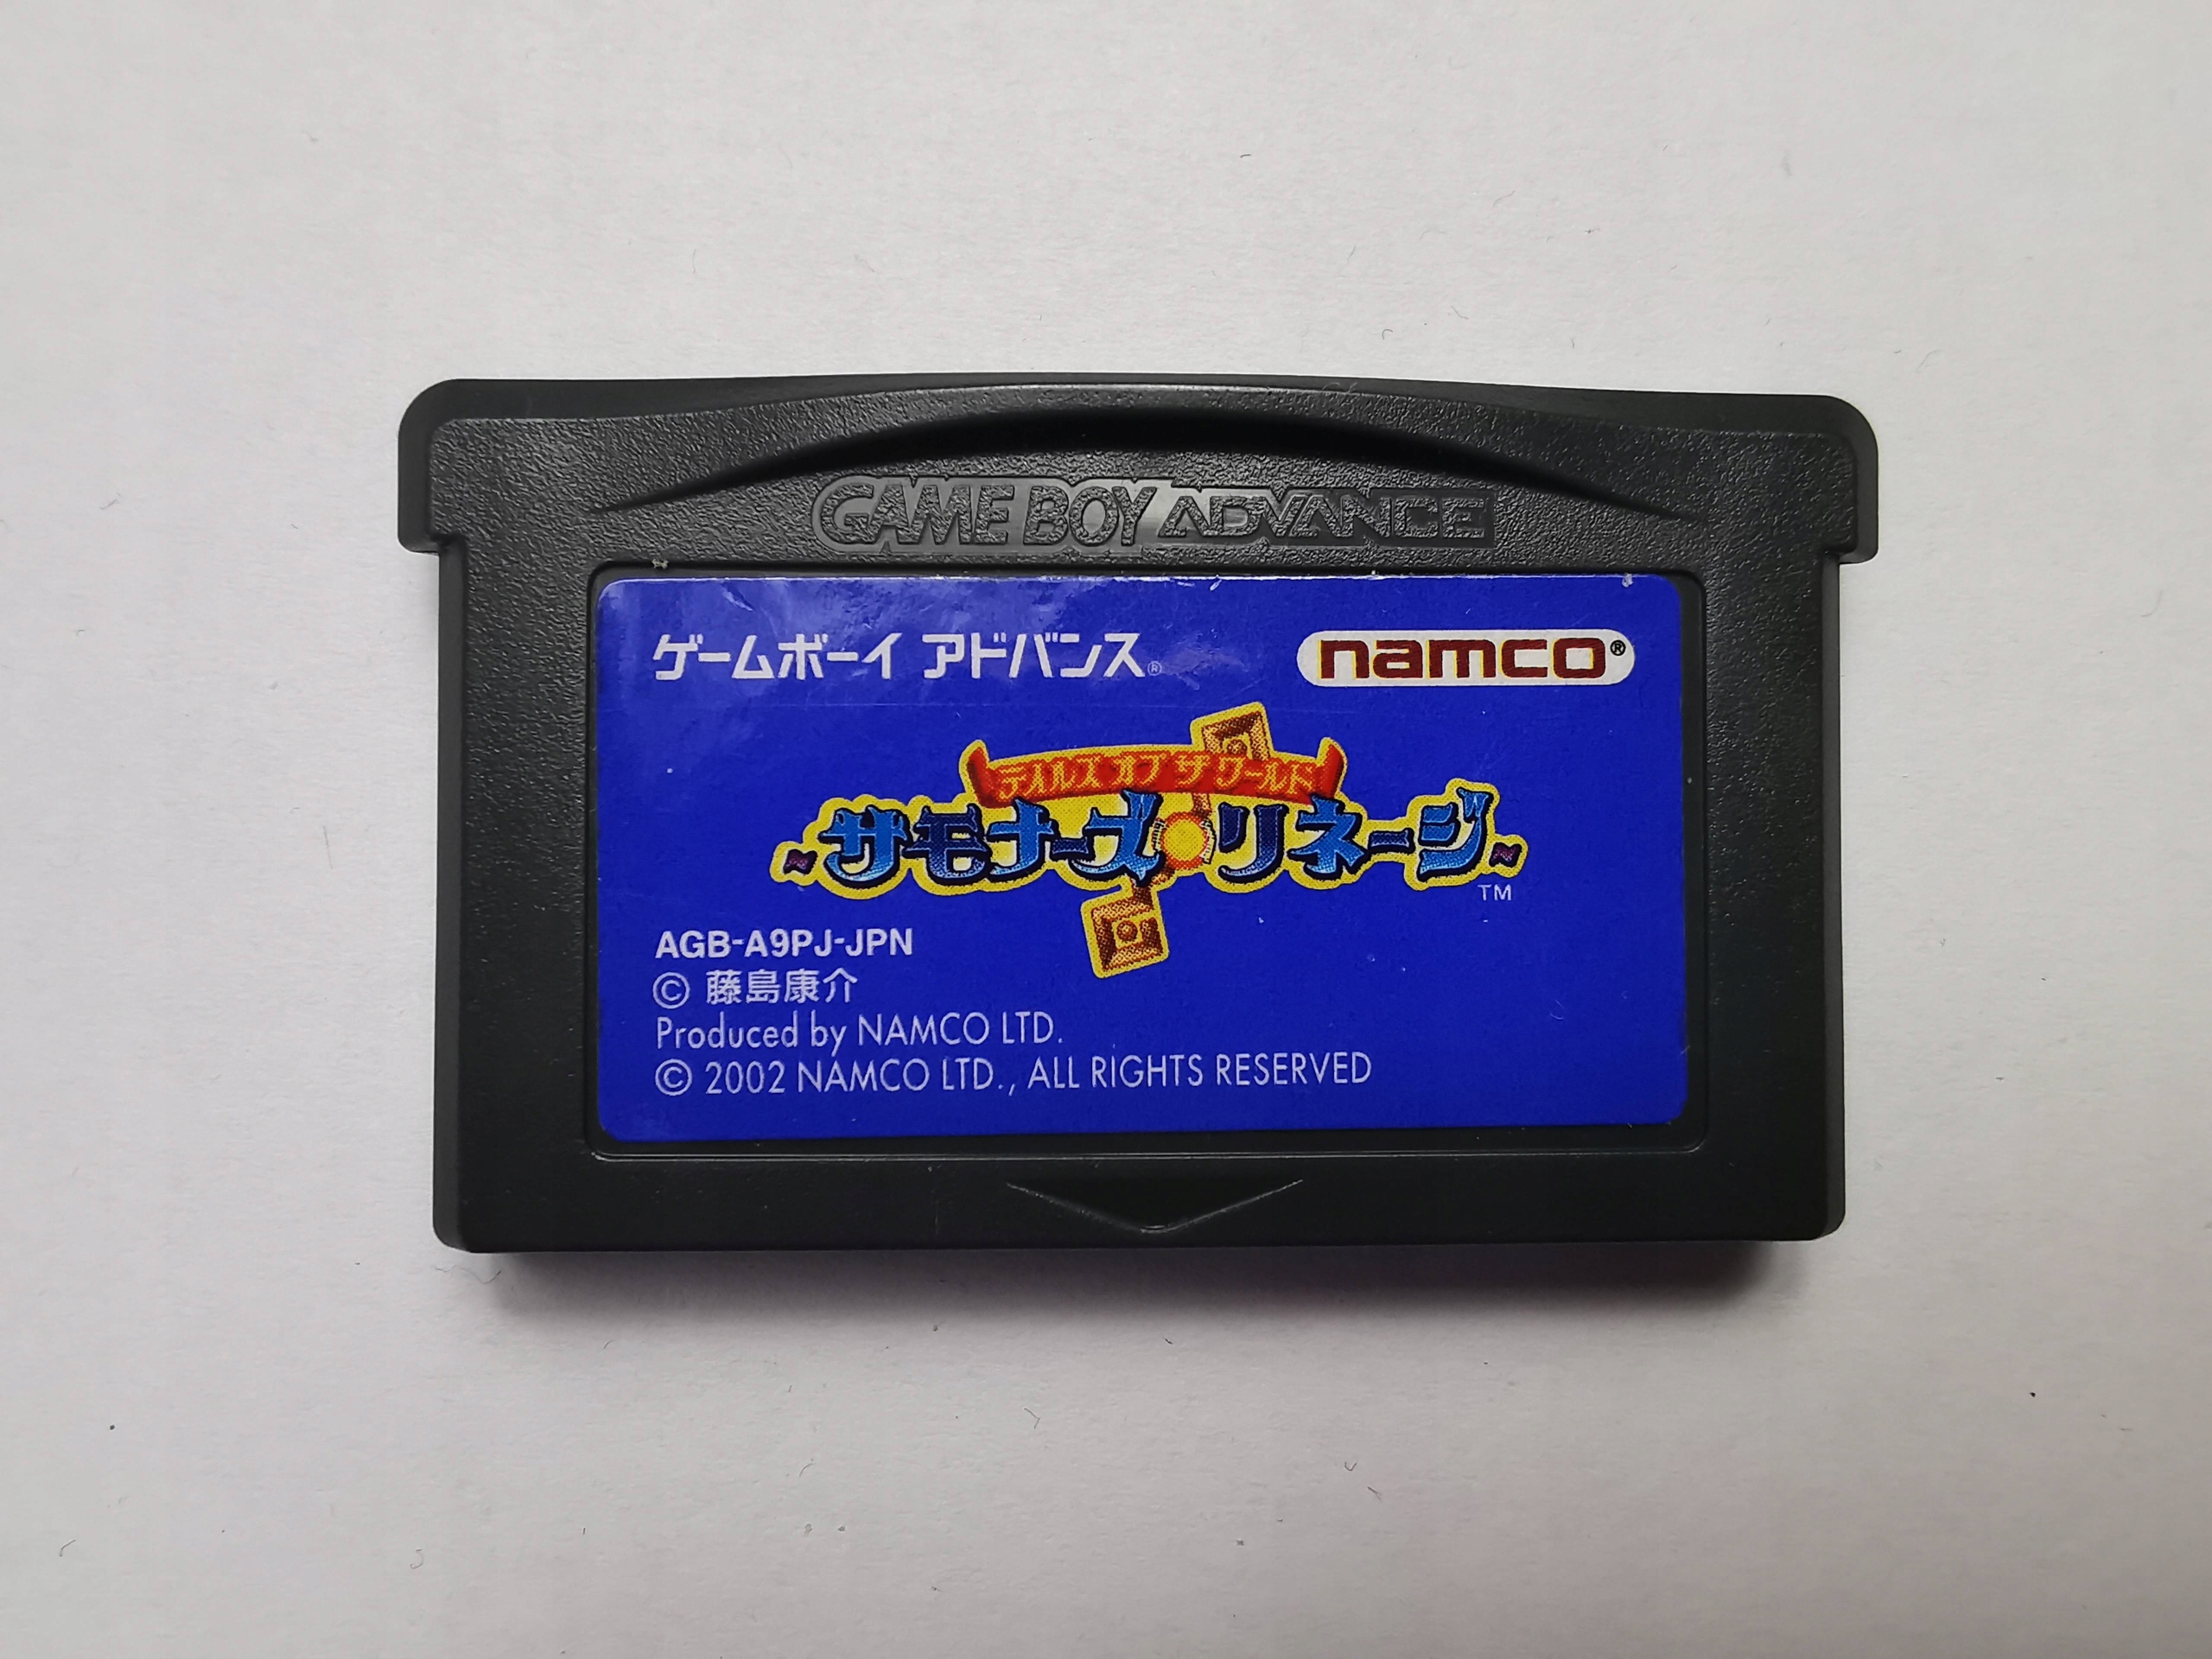 GAME BOY ADVANCE
ゲームボーイ アドバンス®
namco®
テイルズ オブ ザ ワールド
~サモナーズ・リネージ~
TM
AGB-A9PJ-JPN
© 藤島康介
Produced by NAMCO LTD.
© 2002 NAMCO LTD., ALL RIGHTS RESERVED